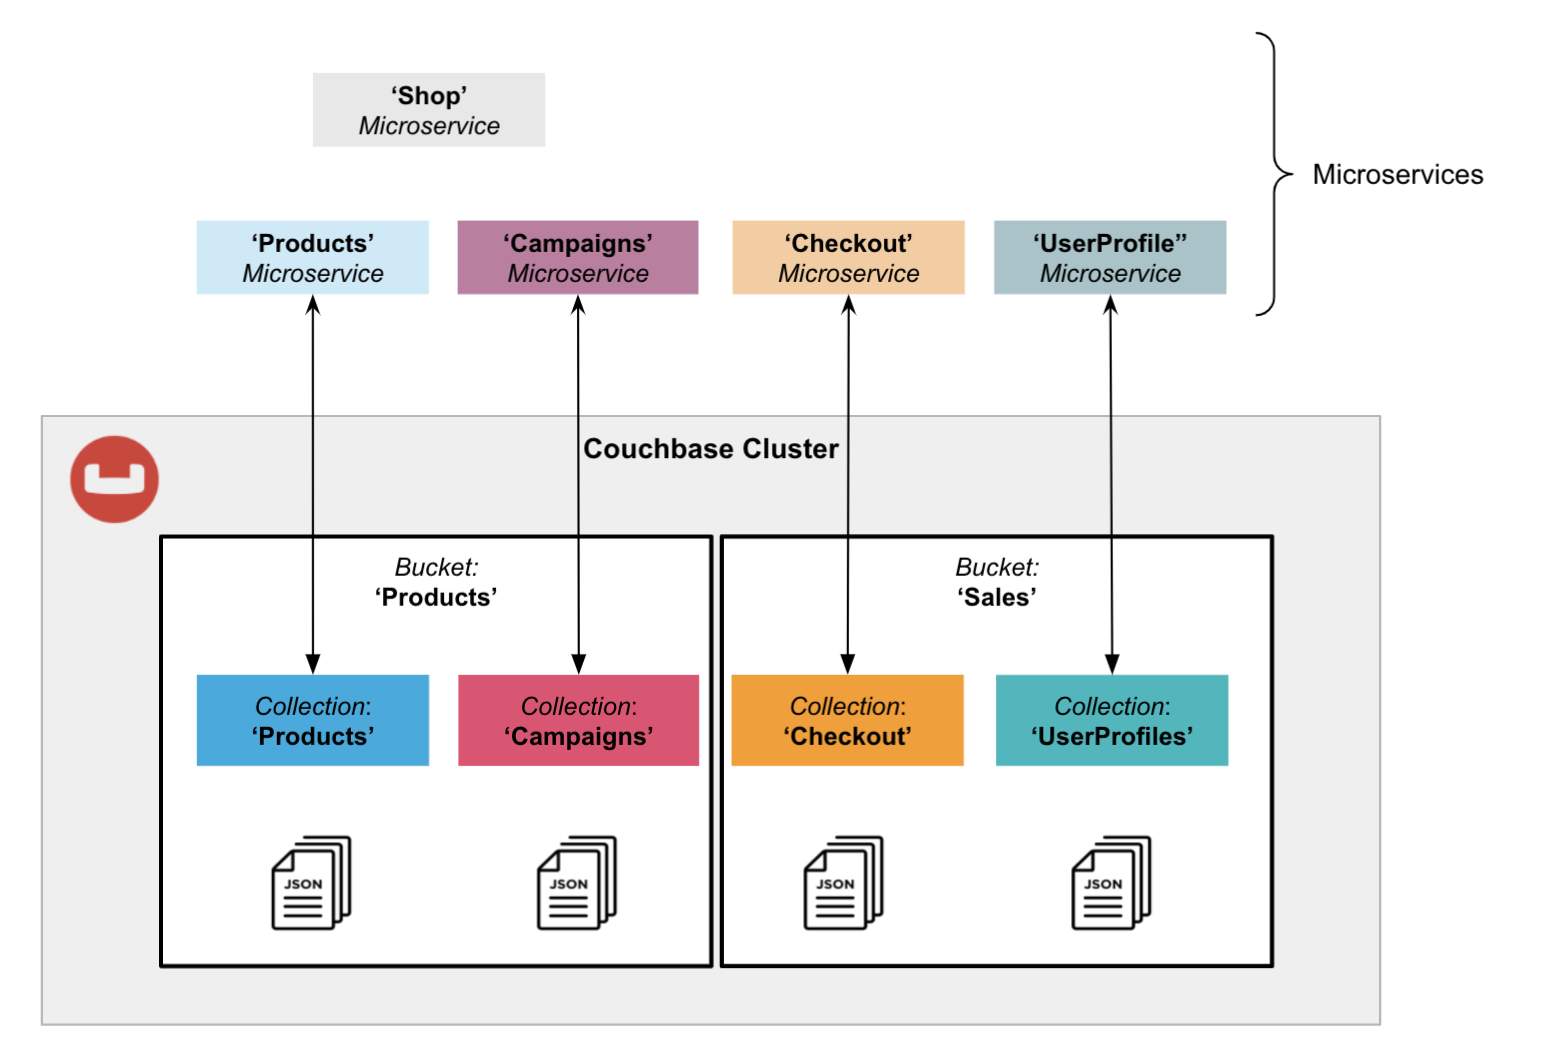 ‘Shop’
Microservice
Microservices
‘Products’
Microservice
‘Campaigns’
Microservice
‘Checkout’
Microservice
‘UserProfile’’
Microservice
Couchbase Cluster
Bucket:
‘Products’
Bucket:
‘Sales’
Collection:
‘Products’
Collection:
‘Campaigns’
Collection:
‘Checkout’
Collection:
‘UserProfiles’
JSON
JSON
JSON
JSON